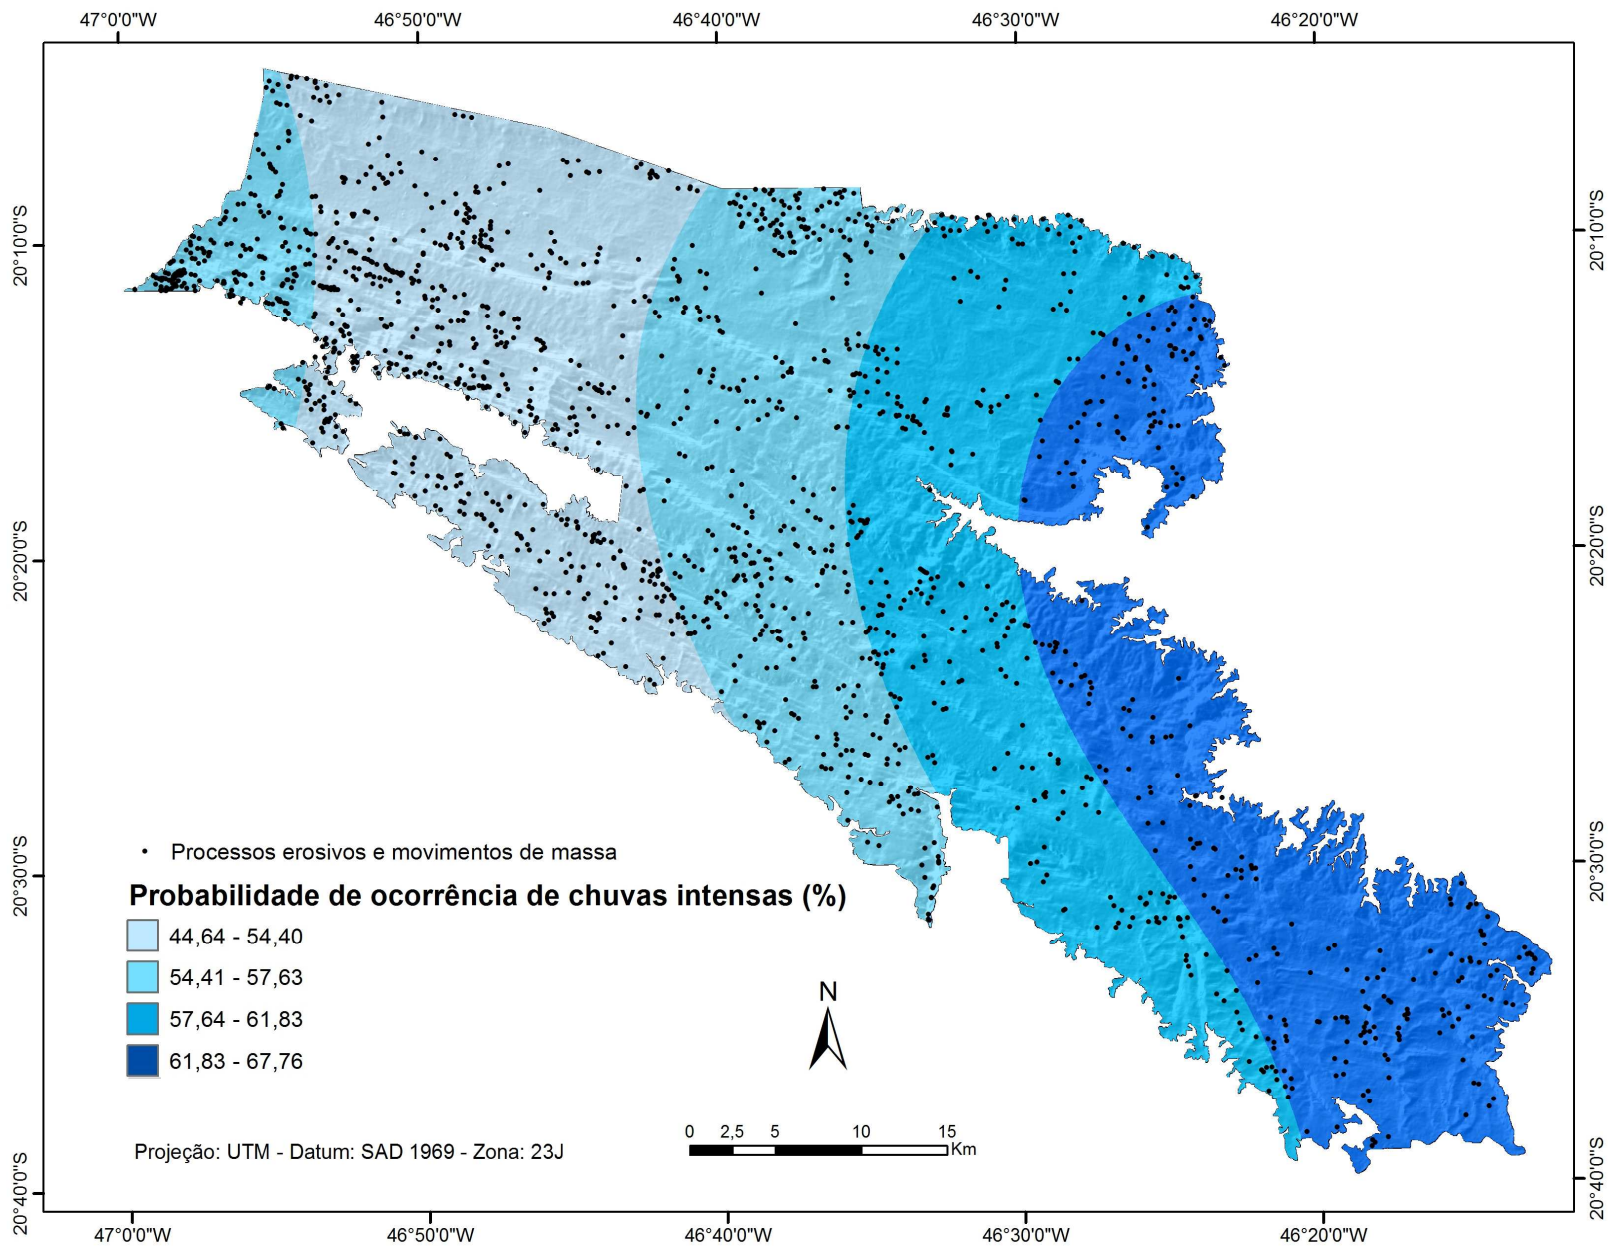 47°0'0"W 46°50'0"W 46°40'0"W 46°30'0"W 46°20'0"W
20°10'0"S 20°10'0"S
20°20'0"S 20°20'0"S
20°30'0"S 20°30'0"S
20°40'0"S 20°40'0"S
Processos erosivos e movimentos de massa
Probabilidade de ocorrência de chuvas intensas (%)
44,64 - 54,40
54,41 - 57,63
57,64 - 61,83
61,83 - 67,76
N
0 2,5 5 10 15
Km
Projeção: UTM - Datum: SAD 1969 - Zona: 23J
47°0'0"W 46°50'0"W 46°40'0"W 46°30'0"W 46°20'0"W